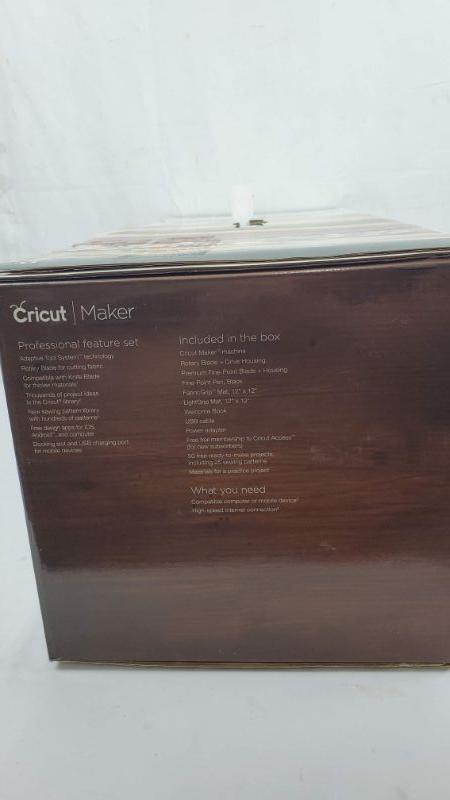 Cricut | Maker
Professional feature set
Adaptive Tool System™ technology
Rotary Blade for cutting fabric
Compatible with Knife Blade
for thicker materials¹
Thousands of project ideas
in the Cricut® library²
New sewing pattern library
with hundreds of patterns²
Free design apps for iOS,
Android™, and computer
Docking slot and USB charging port
for mobile devices
Included in the box
Cricut Maker™ machine
Rotary Blade + Drive Housing
Premium Fine-Point Blade + Housing
Fine Point Pen, Black
FabricGrip™ Mat, 12" x 12"
LightGrip Mat, 12" x 12"
Welcome Book
USB cable
Power adapter
Free trial membership to Cricut Access™
(for new subscribers)
50 free ready-to-make projects,
including 25 sewing patterns
Materials for a practice project
What you need
Compatible computer or mobile device³
High-speed internet connection³